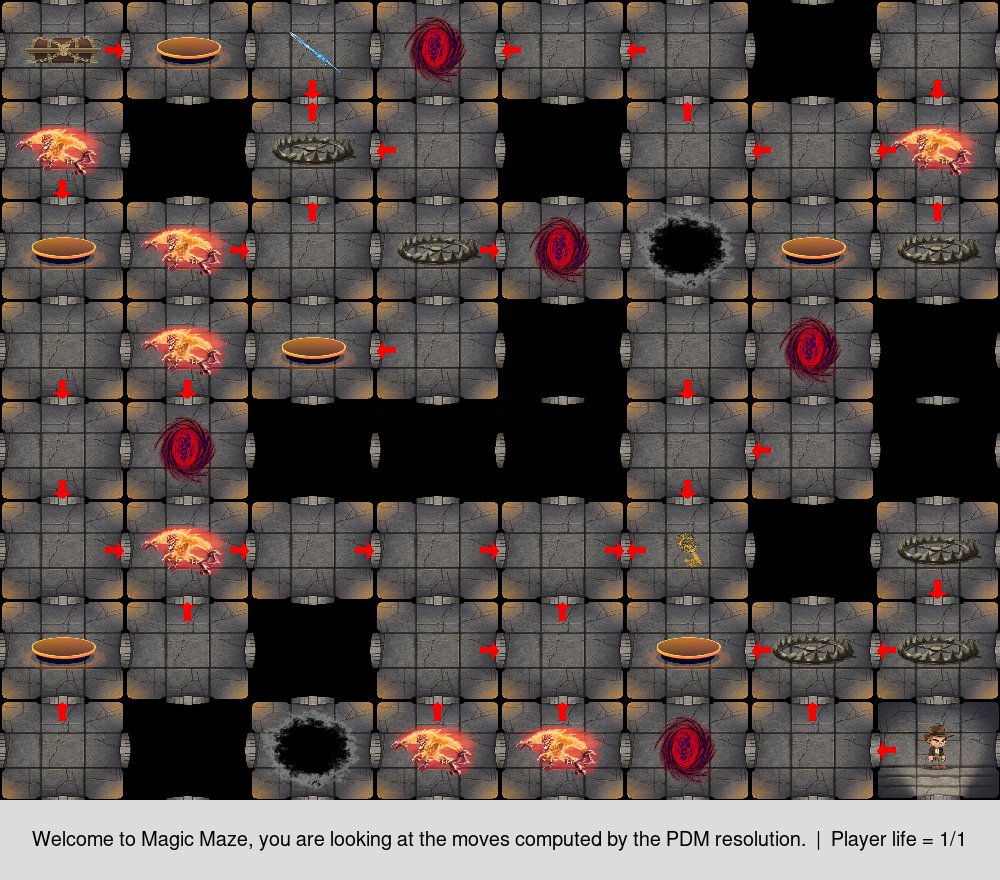 Welcome to Magic Maze, you are looking at the moves computed by the PDM resolution.  |  Player life = 1/1